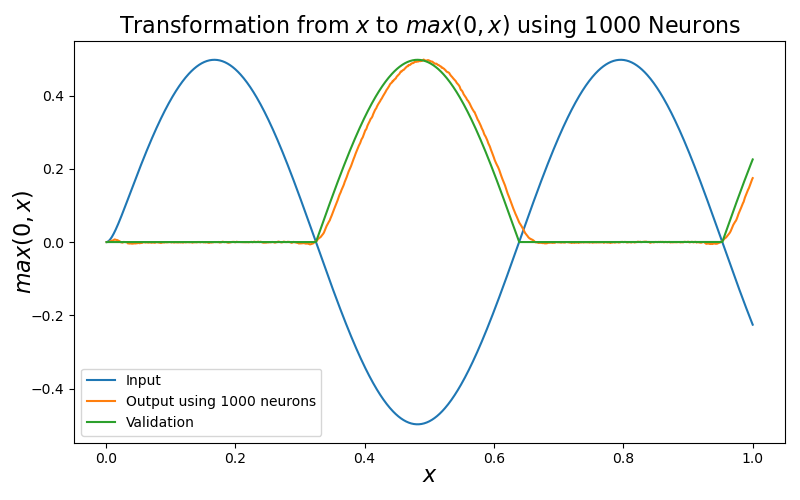 Transformation from x to max(0, x) using 1000 Neurons
max(0, x)
0.4
0.2
0.0
−0.2
−0.4
Input
Output using 1000 neurons
Validation
0.0 0.2 0.4 0.6 0.8 1.0
x